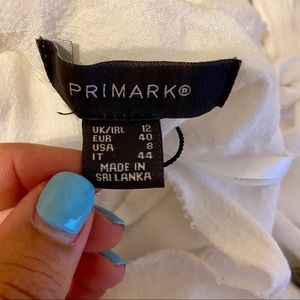 PRIMARK®
UK/IRL 12
EUR 40
USA 8
IT 44
MADE IN
SRI LANKA